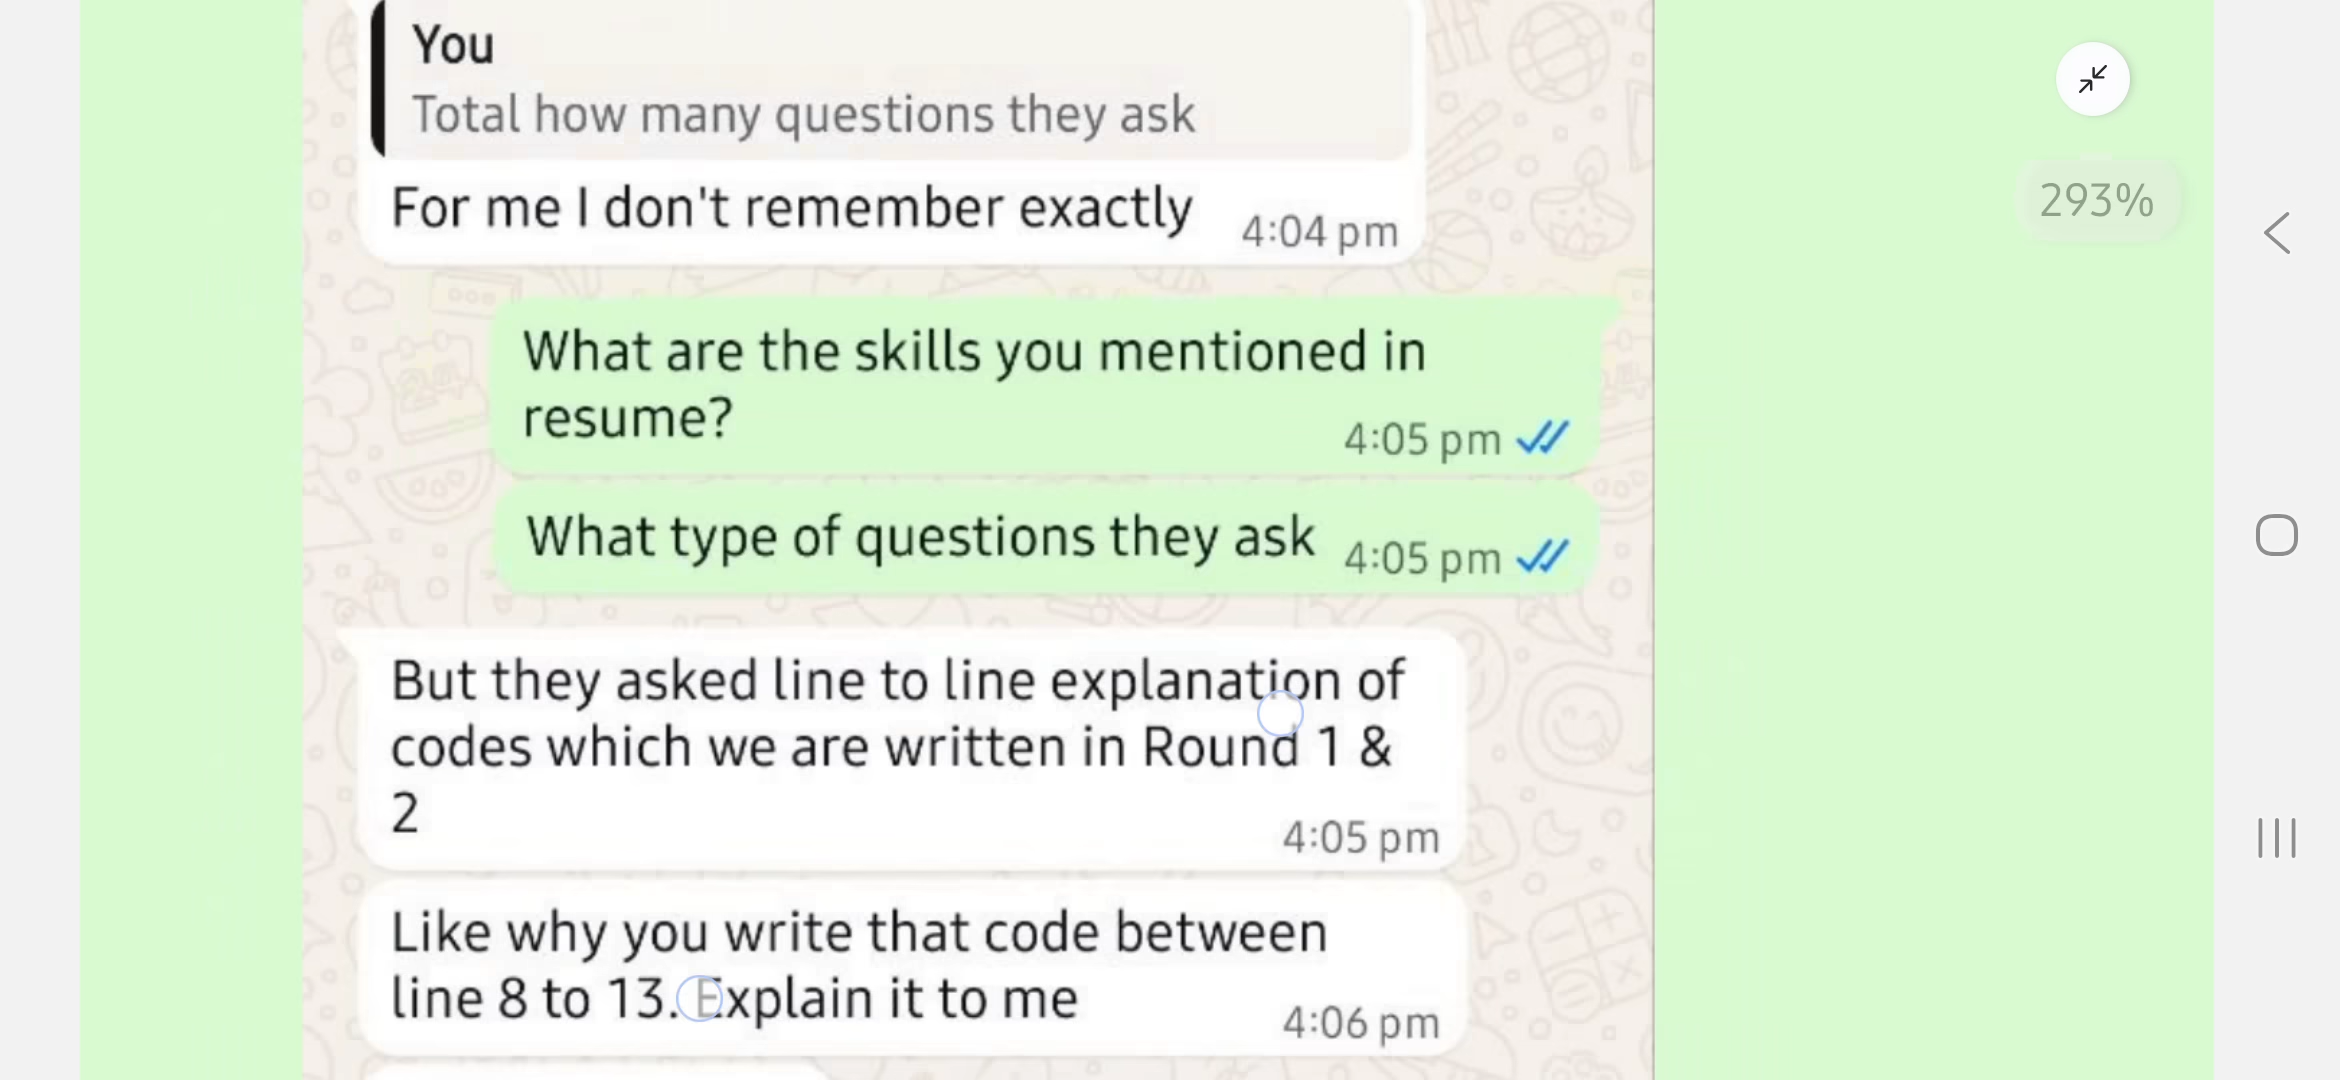 You
Total how many questions they ask
For me I don't remember exactly 4:04 pm
293%
What are the skills you mentioned in
resume? 4:05 pm
What type of questions they ask 4:05 pm
But they asked line to line explanation of
codes which we are written in Round 1 &
2 4:05 pm
Like why you write that code between
line 8 to 13. Explain it to me 4:06 pm